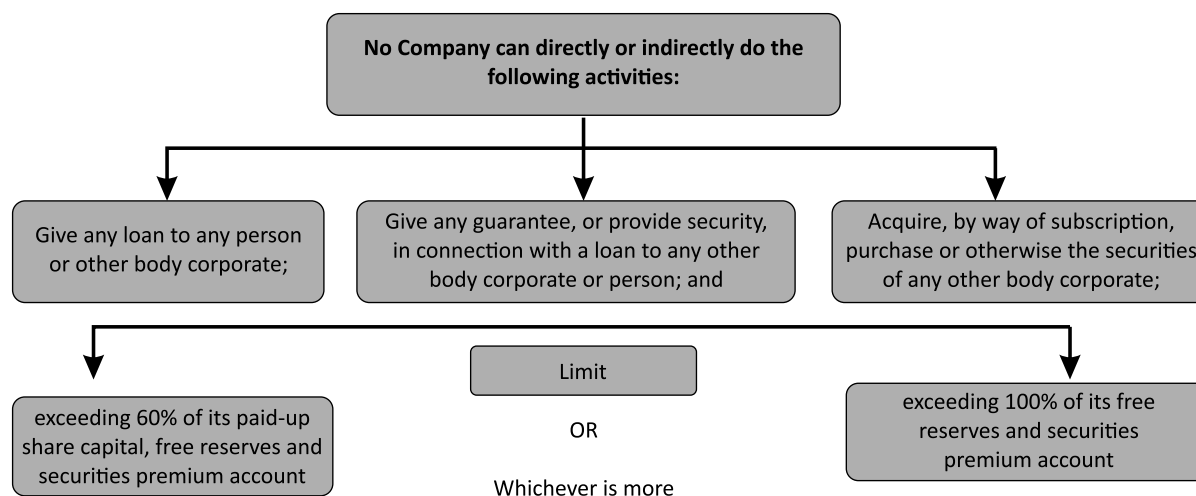 No Company can directly or indirectly do the
following activities:
Give any loan to any person
or other body corporate;
Give any guarantee, or provide security,
in connection with a loan to any other
body corporate or person; and
Acquire, by way of subscription,
purchase or otherwise the securities
of any other body corporate;
Limit
exceeding 60% of its paid-up
share capital, free reserves and
securities premium account
OR
exceeding 100% of its free
reserves and securities
premium account
Whichever is more